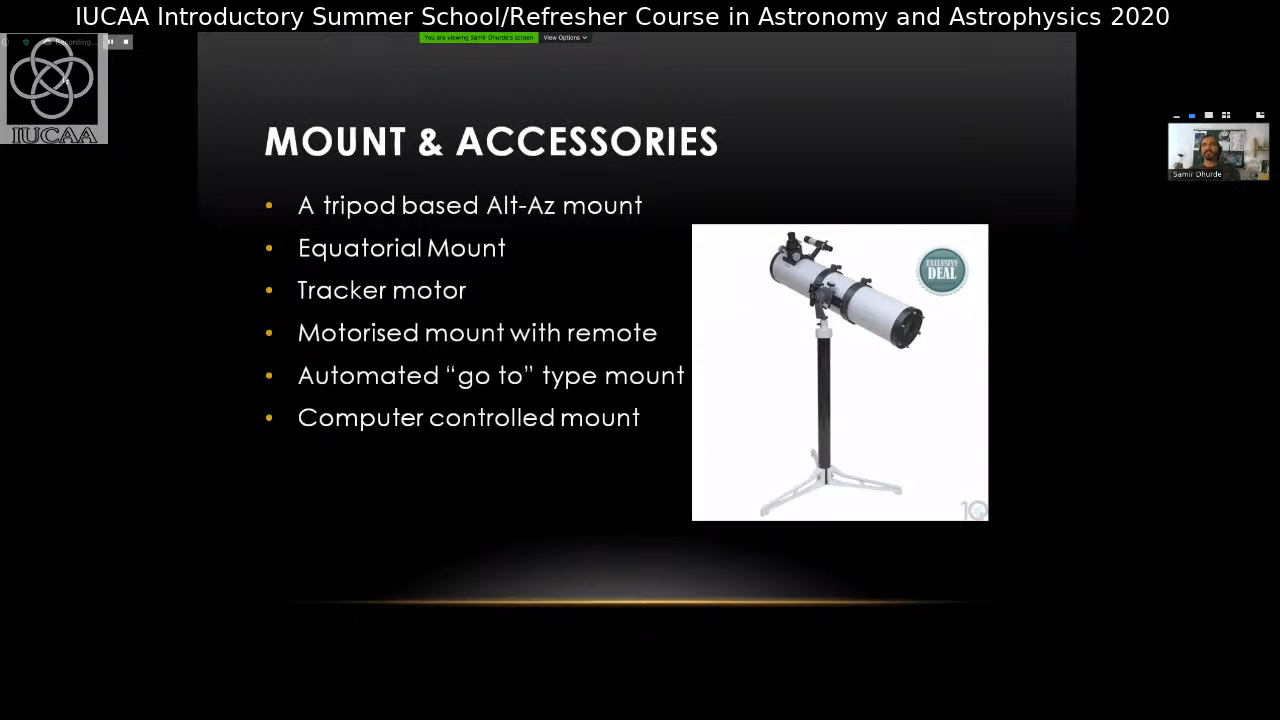 IUCAA Introductory Summer School/Refresher Course in Astronomy and Astrophysics 2020
Recording...
You are viewing Samir Dhurde's screen
View Options
IUCAA
MOUNT & ACCESSORIES
Samir Dhurde
• A tripod based Alt-Az mount
• Equatorial Mount
• Tracker motor
• Motorised mount with remote
• Automated “go to” type mount
• Computer controlled mount
EXCLUSIVE
DEAL
10